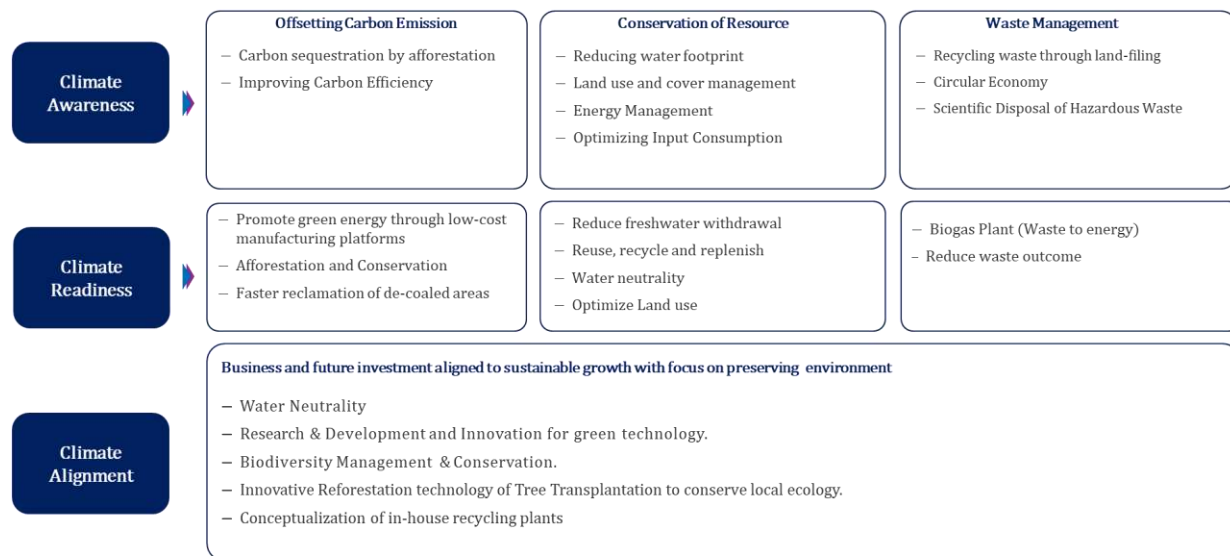 Offsetting Carbon Emission
Conservation of Resource
Waste Management
Climate
Awareness
– Carbon sequestration by afforestation
– Improving Carbon Efficiency
– Reducing water footprint
– Land use and cover management
– Energy Management
– Optimizing Input Consumption
– Recycling waste through land-filing
– Circular Economy
– Scientific Disposal of Hazardous Waste
Climate
Readiness
– Promote green energy through low-cost
manufacturing platforms
– Afforestation and Conservation
– Faster reclamation of de-coaled areas
– Reduce freshwater withdrawal
– Reuse, recycle and replenish
– Water neutrality
– Optimize Land use
– Biogas Plant (Waste to energy)
– Reduce waste outcome
Climate
Alignment
Business and future investment aligned to sustainable growth with focus on preserving environment
– Water Neutrality
– Research & Development and Innovation for green technology.
– Biodiversity Management & Conservation.
– Innovative Reforestation technology of Tree Transplantation to conserve local ecology.
– Conceptualization of in-house recycling plants